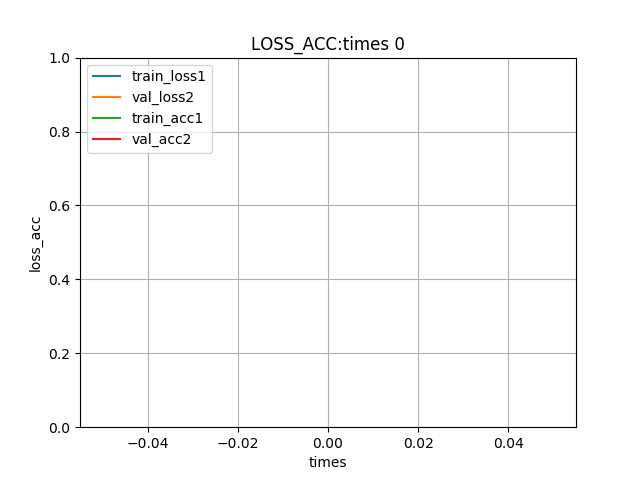 LOSS_ACC:times 0
train_loss1
val_loss2
train_acc1
val_acc2
1.0
0.8
0.6
0.4
0.2
0.0
loss_acc
−0.04 −0.02 0.00 0.02 0.04
times